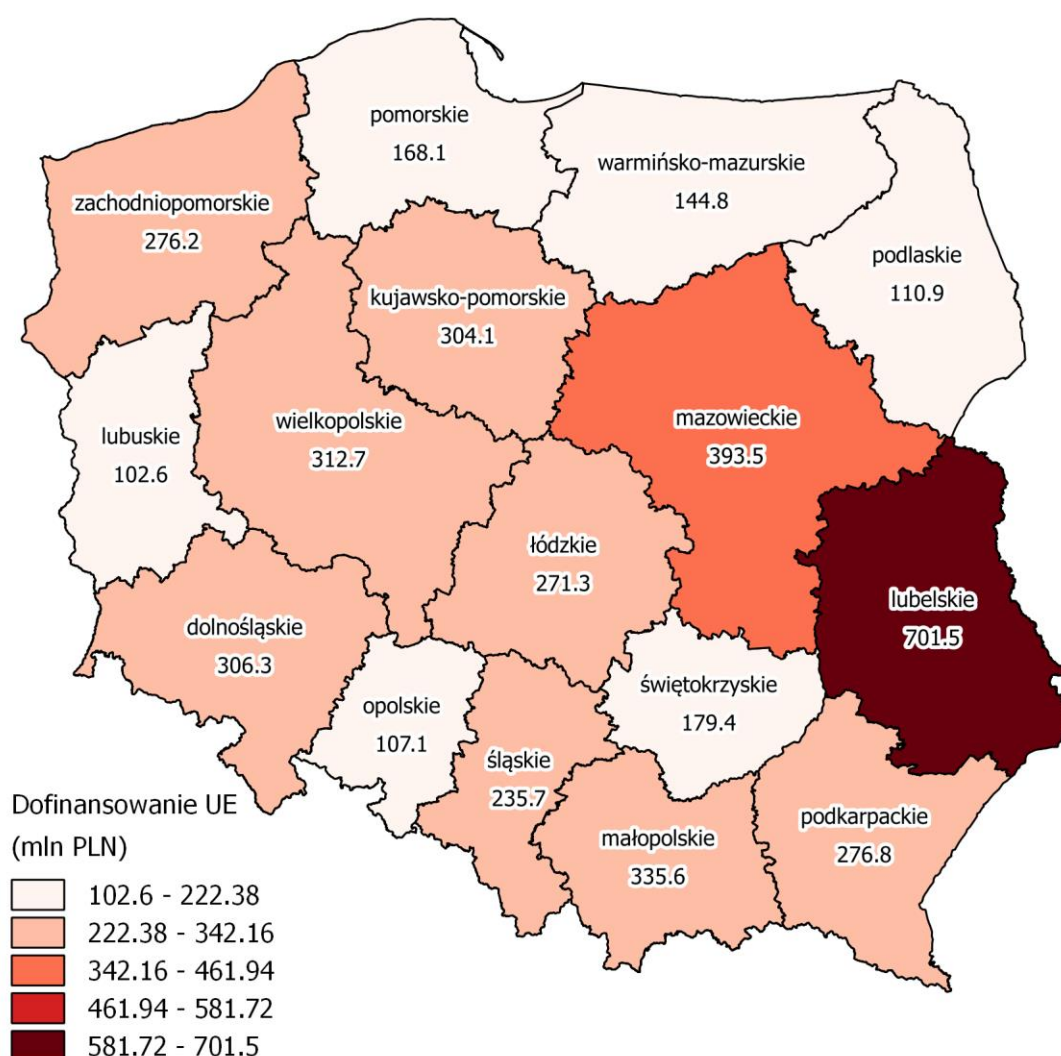 pomorskie
168.1
warmińsko-mazurskie
144.8
zachodniopomorskie
276.2
podlaskie
110.9
kujawsko-pomorskie
304.1
mazowieckie
393.5
wielkopolskie
312.7
lubuskie
102.6
łódzkie
271.3
lubelskie
701.5
dolnośląskie
306.3
świętokrzyskie
179.4
opolskie
107.1
śląskie
235.7
małopolskie
335.6
podkarpackie
276.8
Dofinansowanie UE
(mln PLN)
102.6 - 222.38
222.38 - 342.16
342.16 - 461.94
461.94 - 581.72
581.72 - 701.5